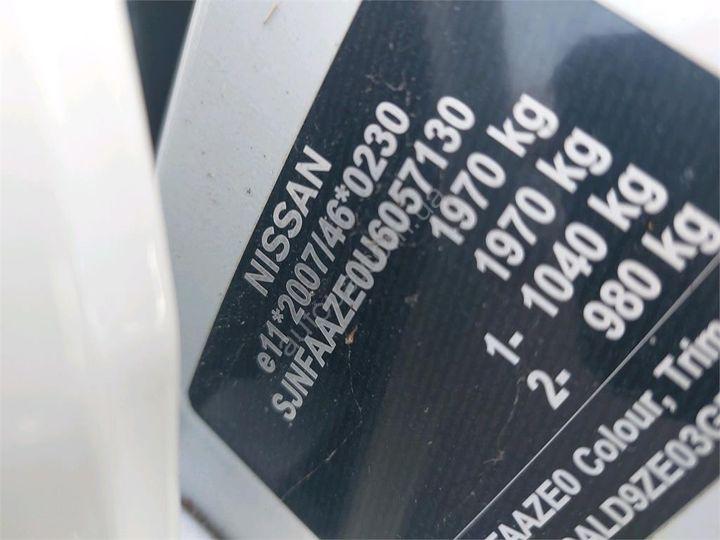 NISSAN
e11*2007/46*0230
SJNFAAZE0U6057130
1970 kg
1970 kg
1- 1040 kg
2- 980 kg
FAAZE0 Colour, Trim
ALD9ZE03G